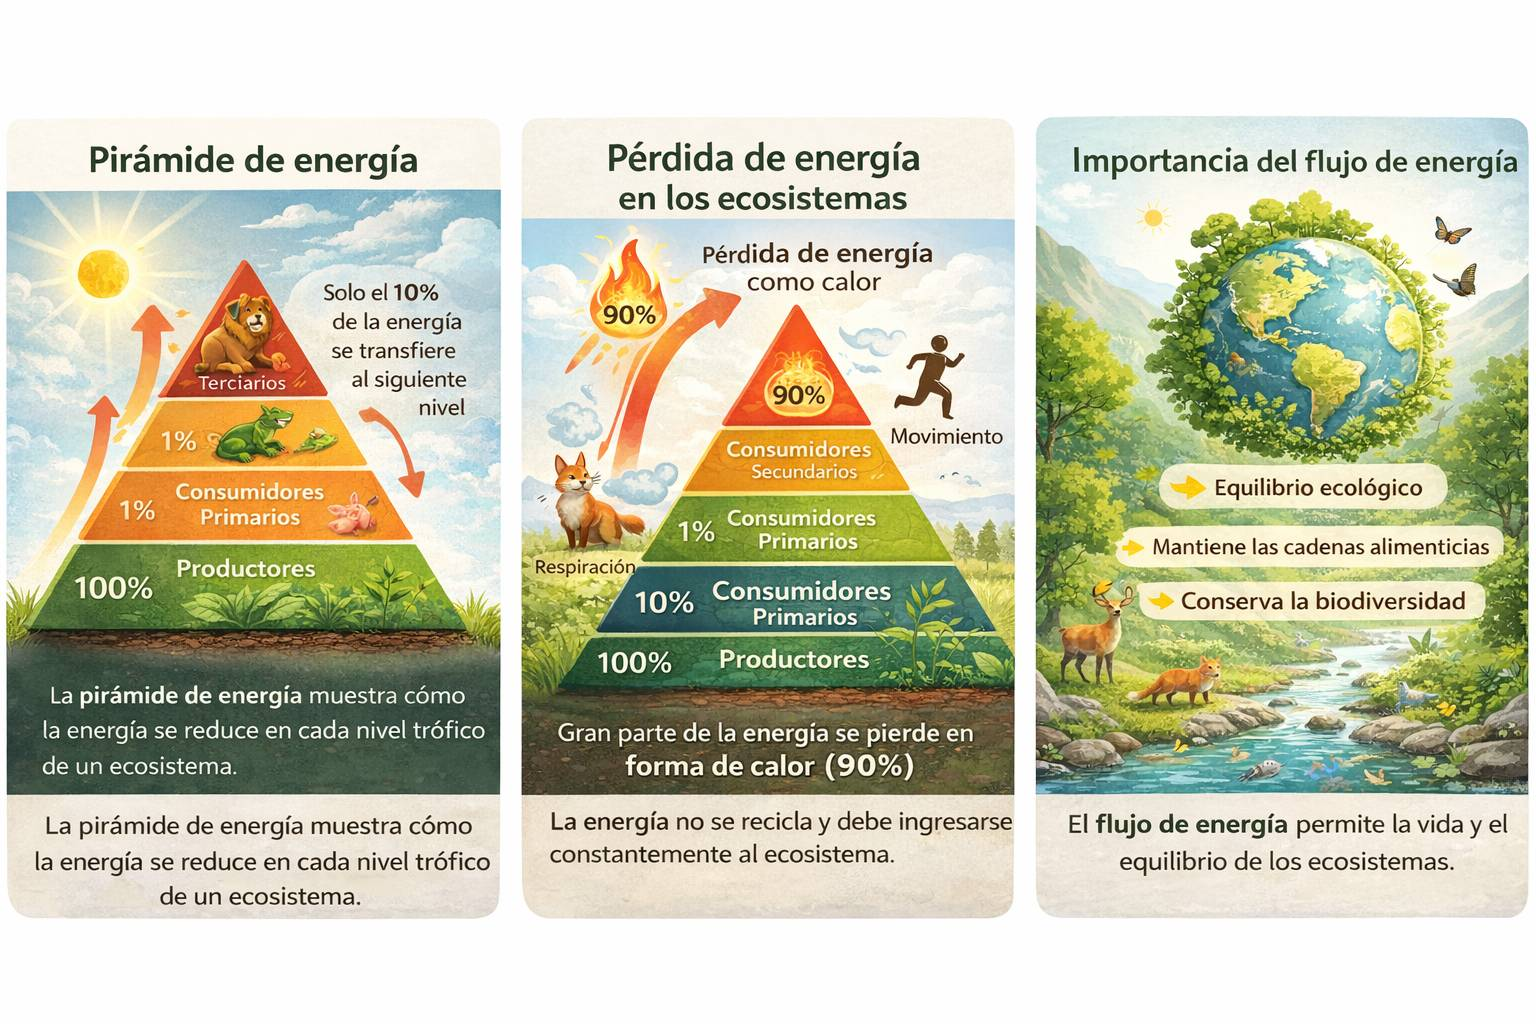 Pirámide de energía
Solo el 10%
de la energía
se transfiere
al siguiente
nivel
Terciarios
1%
1%
Consumidores
Primarios
100%
Productores
La pirámide de energía muestra cómo
la energía se reduce en cada nivel trófico
de un ecosistema.
La pirámide de energía muestra cómo
la energía se reduce en cada nivel trófico
de un ecosistema.
Pérdida de energía
en los ecosistemas
Pérdida de energía
como calor
90%
90%
Movimiento
Consumidores
Secundarios
Respiración
1%
Consumidores
Primarios
10%
Consumidores
Primarios
100%
Productores
Gran parte de la energía se pierde en
forma de calor (90%)
La energía no se recicla y debe ingresarse
constantemente al ecosistema.
Importancia del flujo de energía
Equilibrio ecológico
Mantiene las cadenas alimenticias
Conserva la biodiversidad
El flujo de energía permite la vida y el
equilibrio de los ecosistemas.